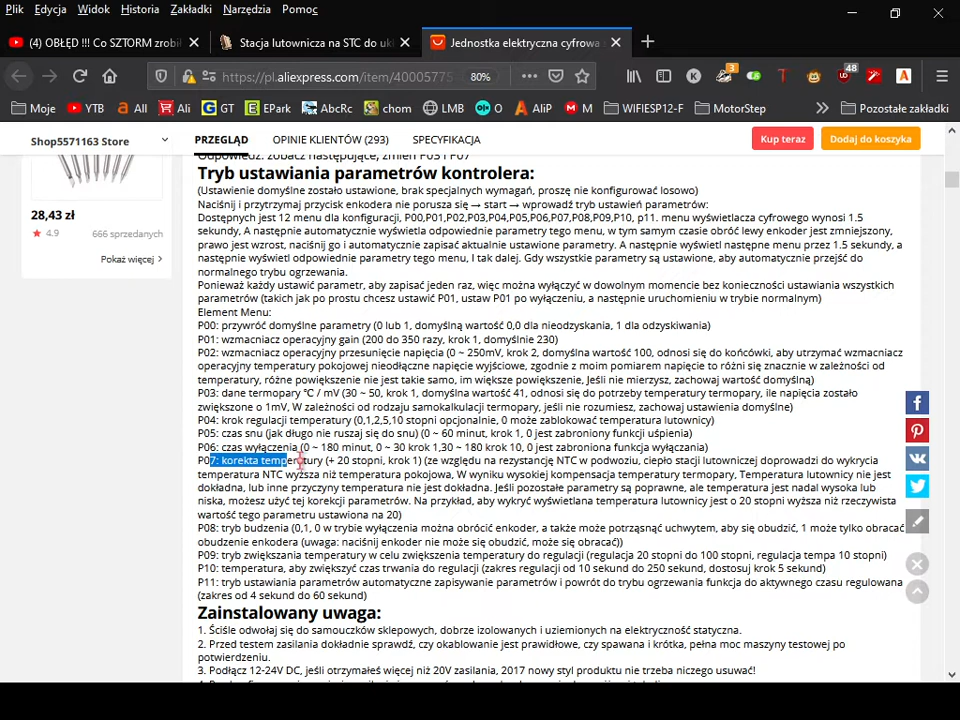 Plik Edycja Widok Historia Zakładki Narzędzia Pomoc
(4) OBŁĘD !!! Co SZTORM zrobił
Stacja lutownicza na STC do uk
Jednostka elektryczna cyfrowa
https://pl.aliexpress.com/item/40005775
80%
3
48
Moje YTB All Ali GT EPark AbcRc chom LMB O AliP M WIFIESP12-F MotorStep Pozostałe zakładki
Shop5571163 Store
PRZEGLĄD OPINIE KLIENTÓW (293) SPECYFIKACJA
Kup teraz Dodaj do koszyka
28,43 zł
4.9 666 sprzedanych
Pokaż więcej
Odpowiedź: zobacz następujące, zmień P03 i P07
Tryb ustawiania parametrów kontrolera:
(Ustawienie domyślne zostało ustawione, brak specjalnych wymagań, proszę nie konfigurować losowo)
Naciśnij i przytrzymaj przycisk enkodera nie porusza się → start → wprowadź tryb ustawień parametrów:
Dostępnych jest 12 menu dla konfiguracji, P00,P01,P02,P03,P04,P05,P06,P07,P08,P09,P10, p11. menu wyświetlacza cyfrowego wynosi 1.5
sekundy, A następnie automatycznie wyświetla odpowiednie parametry tego menu, w tym samym czasie obróć lewy enkoder jest zmniejszony,
prawo jest wzrost, naciśnij go i automatycznie zapisać aktualnie ustawione parametry. A następnie wyświetl następne menu przez 1.5 sekundy, a
następnie wyświetl odpowiednie parametry tego menu, I tak dalej. Gdy wszystkie parametry są ustawione, aby automatycznie przejść do
normalnego trybu ogrzewania.
Ponieważ każdy ustawić parametr, aby zapisać jeden raz, więc można wyłączyć w dowolnym momencie bez konieczności ustawiania wszystkich
parametrów (takich jak po prostu chcesz ustawić P01, ustaw P01 po wyłączeniu, a następnie uruchomieniu w trybie normalnym)
Element Menu:
P00: przywróć domyślne parametry (0 lub 1, domyślną wartość 0,0 dla nieodzyskania, 1 dla odzyskiwania)
P01: wzmacniacz operacyjny gain (200 do 350 razy, krok 1, domyślnie 230)
P02: wzmacniacz operacyjny przesunięcie napięcia (0 ~ 250mV, krok 2, domyślna wartość 100, odnosi się do końcówki, aby utrzymać wzmacniacz
operacyjny temperatury pokojowej nieodłączne napięcie wyjściowe, zgodnie z moim pomiarem napięcie to różni się znacznie w zależności od
temperatury, różne powiększenie nie jest takie samo, im większe powiększenie, Jeśli nie mierzysz, zachowaj wartość domyślną)
P03: dane termopary ℃ / mV (30 ~ 50, krok 1, domyślna wartość 41, odnosi się do potrzeby temperatury termopary, ile napięcia zostało
zwiększone o 1mV, W zależności od rodzaju samokalkulacji termopary, jeśli nie rozumiesz, zachowaj ustawienia domyślne)
P04: krok regulacji temperatury (0,1,2,5,10 stopni opcjonalnie, 0 może zablokować temperatura lutownicy)
P05: czas snu (jak długo nie ruszaj się do snu) (0 ~ 60 minut, krok 1, 0 jest zabroniony funkcji uśpienia)
P06: czas wyłączenia (0 ~ 180 minut, 0 ~ 30 krok 1,30 ~ 180 krok 10, 0 jest zabroniony funkcja wyłączania)
P07: korekta temperatury (+ 20 stopni, krok 1) (ze względu na rezystancję NTC w podwoziu, ciepło stacji lutowniczej doprowadzi do wykrycia
temperatura NTC wyższa niż temperatura pokojowa, W wyniku wysokiej kompensacja temperatury termopary, Temperatura lutownicy nie jest
dokładna, lub inne przyczyny temperatura nie jest dokładna. Jeśli pozostałe parametry są poprawne, ale temperatura jest nadal wysoka lub
niska, możesz użyć tej korekcji parametrów. Na przykład, aby wykryć wyświetlana temperatura lutownicy jest o 20 stopni wyższa niż rzeczywista
wartość tego parametru ustawiona na 20)
P08: tryb budzenia (0,1, 0 w trybie wyłączenia można obrócić enkoder, a także może potrząsnąć uchwytem, aby się obudzić, 1 może tylko obracać
obudzenie enkodera (uwaga: naciśnij enkoder nie może się obudzić, może się obracać))
P09: tryb zwiększania temperatury w celu zwiększenia temperatury do regulacji (regulacja 20 stopni do 100 stopni, regulacja tempa 10 stopni)
P10: temperatura, aby zwiększyć czas trwania do regulacji (zakres regulacji od 10 sekund do 250 sekund, dostosuj krok 5 sekund)
P11: tryb ustawiania parametrów automatyczne zapisywanie parametrów i powrót do trybu ogrzewania funkcja do aktywnego czasu regulowana
(zakres od 4 sekund do 60 sekund)
Zainstalowany uwaga:
1. Ściśle odwołaj się do samouczków sklepowych, dobrze izolowanych i uziemionych na elektryczność statyczna.
2. Przed testem zasilania dokładnie sprawdź, czy okablowanie jest prawidłowe, czy spawana i krótka, pełna moc maszyny testowej po
potwierdzeniu.
3. Podłącz 12-24V DC, jeśli otrzymałeś więcej niż 20V zasilania, 2017 nowy styl produktu nie trzeba niczego usuwać!